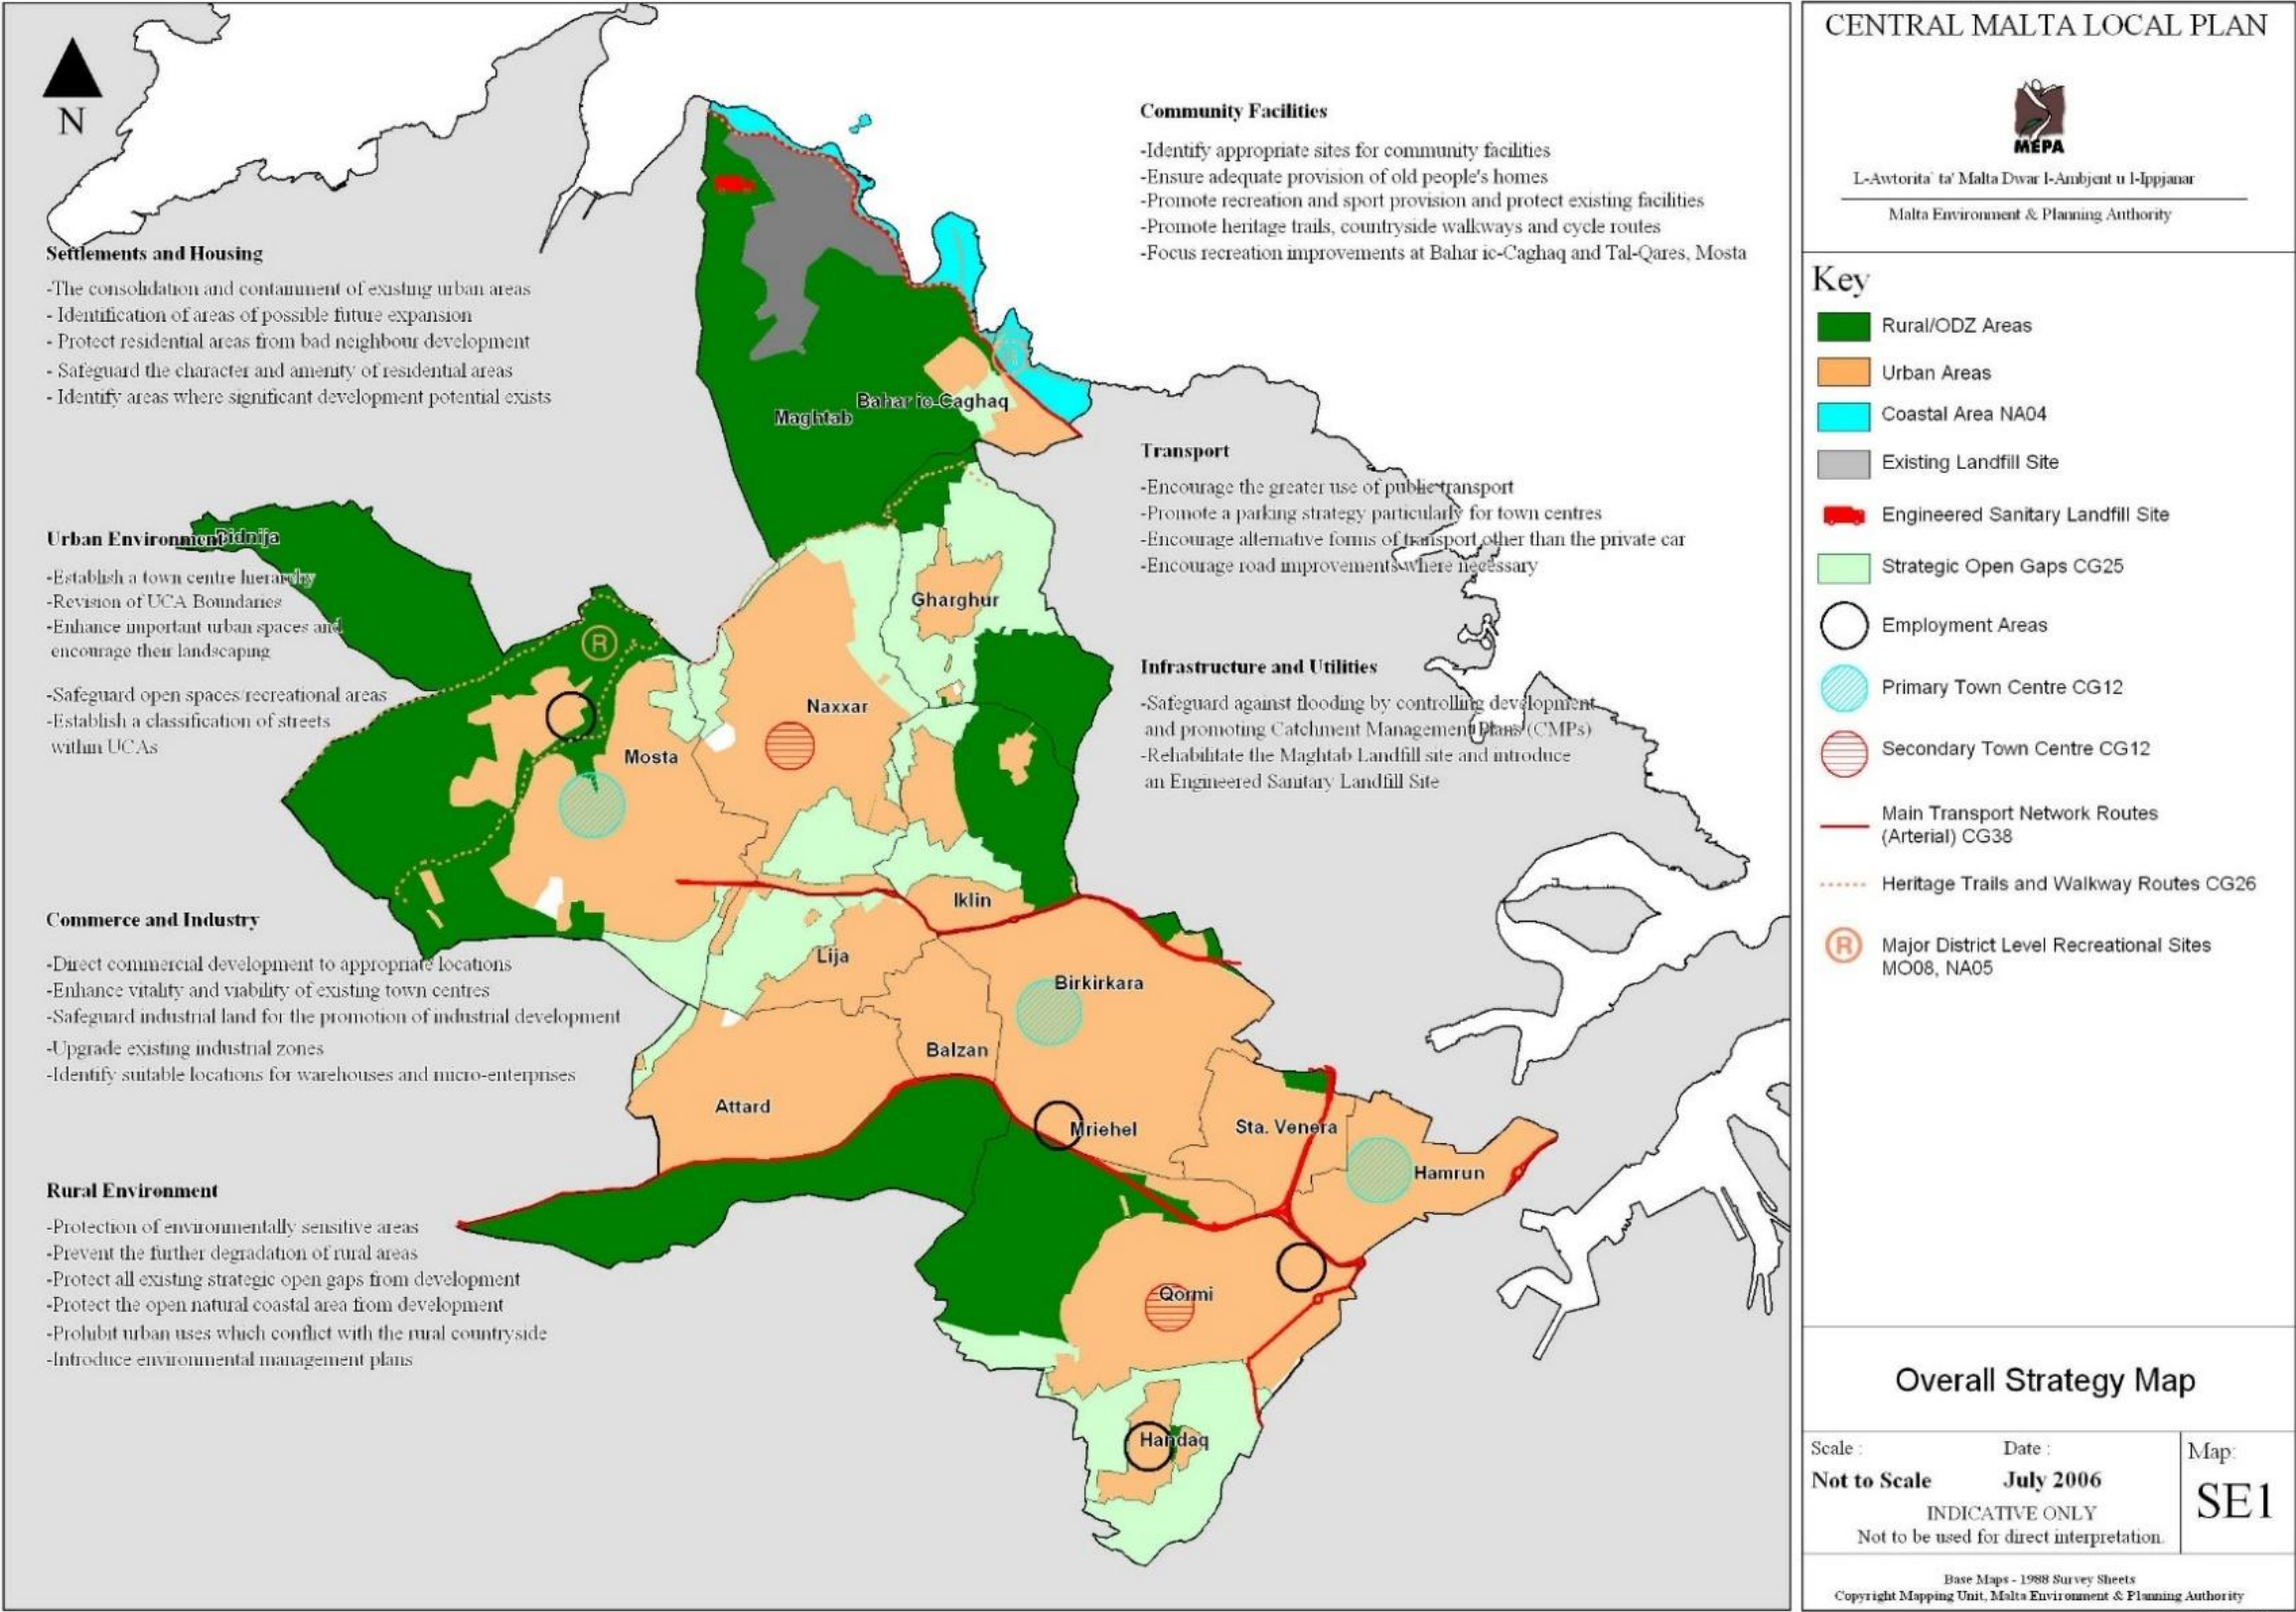 N
Settlements and Housing
-The consolidation and containment of existing urban areas
- Identification of areas of possible future expansion
- Protect residential areas from bad neighbour development
- Safeguard the character and amenity of residential areas
- Identify areas where significant development potential exists
Urban Environment
-Establish a town centre hierarchy
-Revision of UCA Boundaries
-Enhance important urban spaces and
encourage their landscaping
-Safeguard open spaces/recreational areas
-Establish a classification of streets
within UCAs
Commerce and Industry
-Direct commercial development to appropriate locations
-Enhance vitality and viability of existing town centres
-Safeguard industrial land for the promotion of industrial development
-Upgrade existing industrial zones
-Identify suitable locations for warehouses and micro-enterprises
Rural Environment
-Protection of environmentally sensitive areas
-Prevent the further degradation of rural areas
-Protect all existing strategic open gaps from development
-Protect the open natural coastal area from development
-Prohibit urban uses which conflict with the rural countryside
-Introduce environmental management plans
Community Facilities
-Identify appropriate sites for community facilities
-Ensure adequate provision of old people's homes
-Promote recreation and sport provision and protect existing facilities
-Promote heritage trails, countryside walkways and cycle routes
-Focus recreation improvements at Bahar ic-Caghaq and Tal-Qares, Mosta
Transport
-Encourage the greater use of public transport
-Promote a parking strategy particularly for town centres
-Encourage alternative forms of transport other than the private car
-Encourage road improvements where necessary
Infrastructure and Utilities
-Safeguard against flooding by controlling development
and promoting Catchment Management Plans (CMPs)
-Rehabilitate the Maghtab Landfill site and introduce
an Engineered Sanitary Landfill Site
R
Bahar ic-Caghaq
Maghtab
Bidnija
Gharghur
R
Naxxar
Mosta
Iklin
Lija
Birkirkara
Balzan
Attard
Mriehel
Sta. Venera
Hamrun
Qormi
Handaq
CENTRAL MALTA LOCAL PLAN
MEPA
L-Awtorita` ta' Malta Dwar l-Ambjent u l-Ippjanar
Malta Environment & Planning Authority
Key
Rural/ODZ Areas
Urban Areas
Coastal Area NA04
Existing Landfill Site
Engineered Sanitary Landfill Site
Strategic Open Gaps CG25
Employment Areas
Primary Town Centre CG12
Secondary Town Centre CG12
Main Transport Network Routes
(Arterial) CG38
Heritage Trails and Walkway Routes CG26
R
Major District Level Recreational Sites
MO08, NA05
Overall Strategy Map
Scale :
Date :
Map:
Not to Scale
July 2006
SE1
INDICATIVE ONLY
Not to be used for direct interpretation.
Base Maps - 1988 Survey Sheets
Copyright Mapping Unit, Malta Environment & Planning Authority